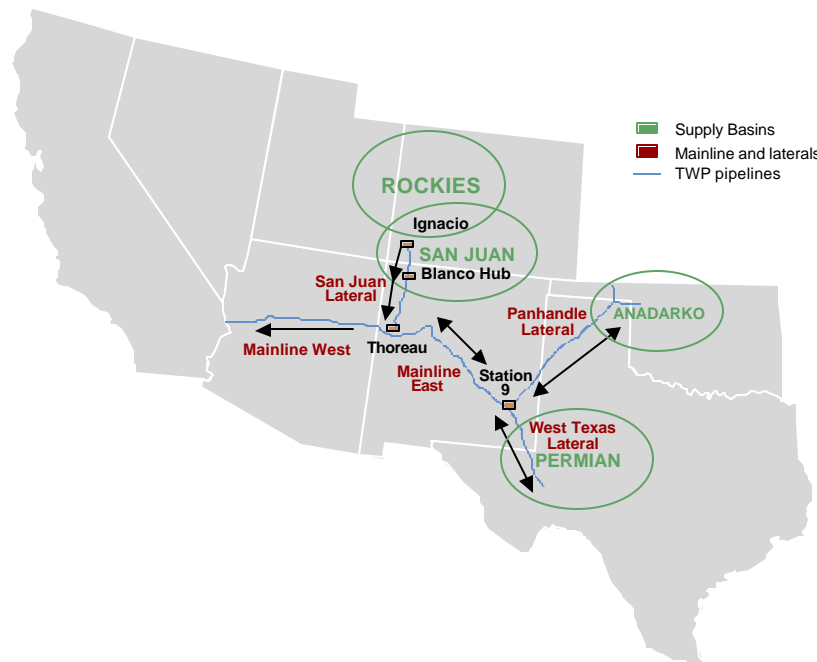 Supply Basins
Mainline and laterals
TWP pipelines
ROCKIES
Ignacio
SAN JUAN
Blanco Hub
San Juan
Lateral
Panhandle
Lateral
ANADARKO
Mainline West
Thoreau
Mainline
East
Station
9
West Texas
Lateral
PERMIAN